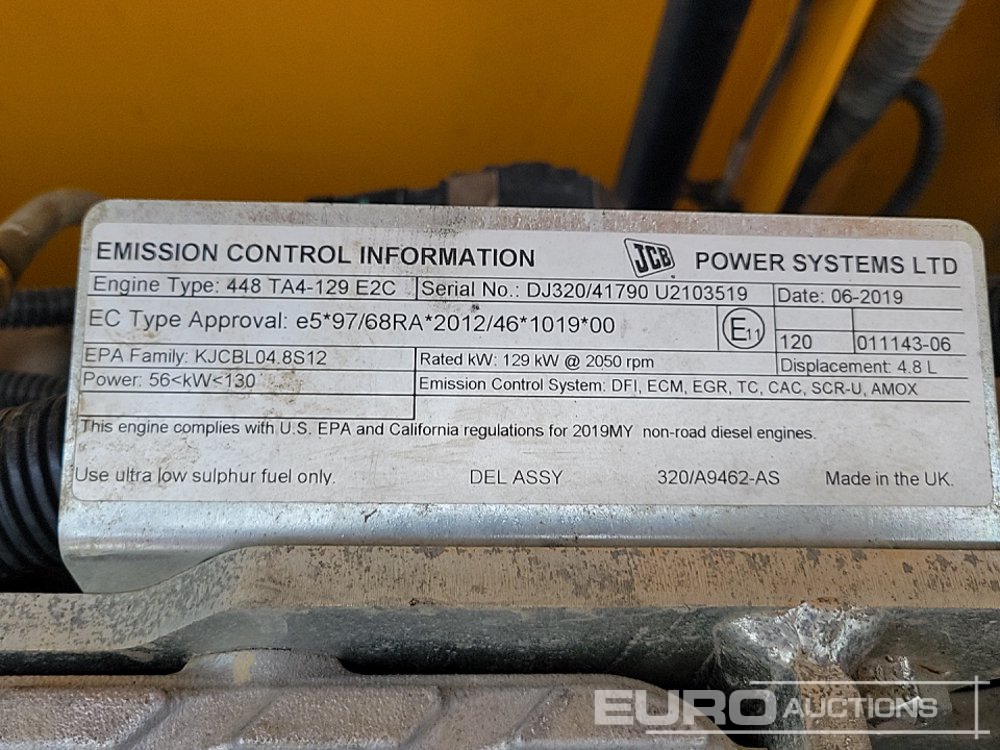 EMISSION CONTROL INFORMATION JCB POWER SYSTEMS LTD
Engine Type: 448 TA4-129 E2C Serial No.: DJ320/41790 U2103519 Date: 06-2019
EC Type Approval: e5*97/68RA*2012/46*1019*00 E11 120 011143-06
EPA Family: KJCBL04.8S12 Rated kW: 129 kW @ 2050 rpm Displacement: 4.8 L
Power: 56<kW<130 Emission Control System: DFI, ECM, EGR, TC, CAC, SCR-U, AMOX
This engine complies with U.S. EPA and California regulations for 2019MY non-road diesel engines.
Use ultra low sulphur fuel only. DEL ASSY 320/A9462-AS Made in the UK.
EURO AUCTIONS